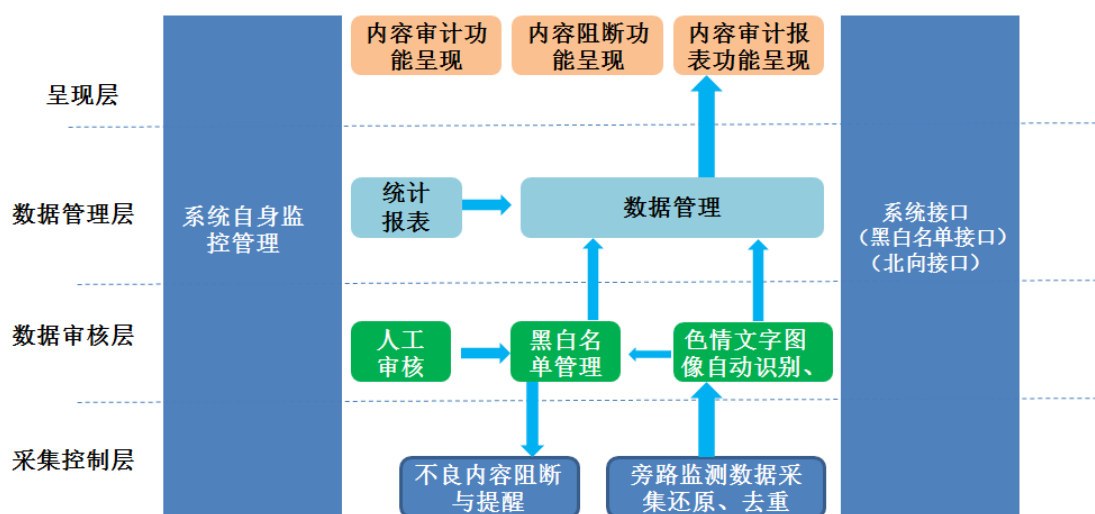 内容审计功
能呈现
内容阻断功
能呈现
内容审计报
表功能呈现
呈现层
数据管理层
系统自身监
控管理
统计
报表
数据管理
系统接口
（黑白名单接口）
（北向接口）
数据审核层
人工
审核
黑白名
单管理
色情文字图
像自动识别、
采集控制层
不良内容阻断
与提醒
旁路监测数据采
集还原、去重